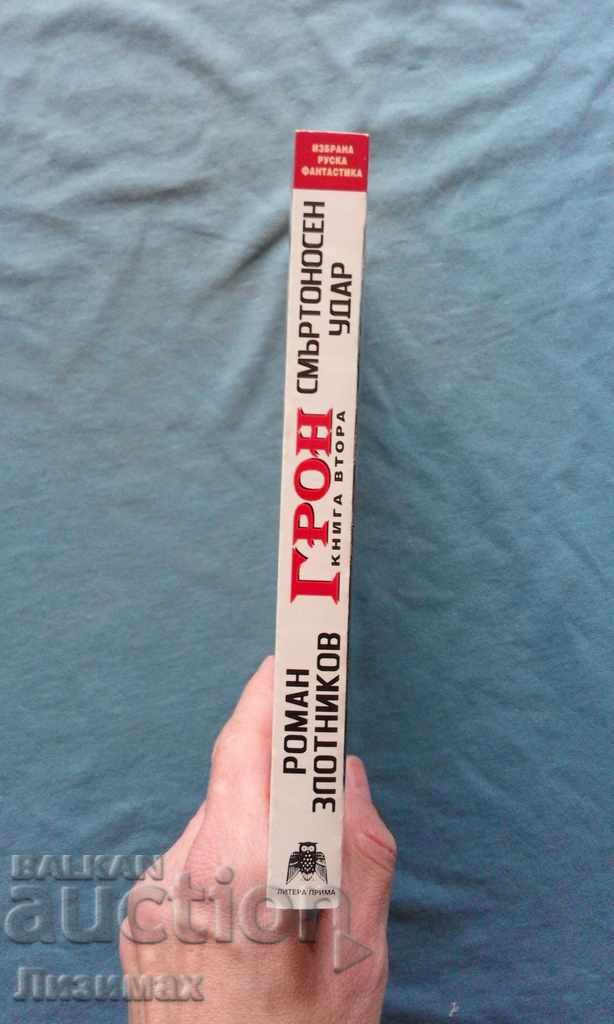 ИЗБРАНА
РУСКА
ФАНТАСТИКА
РОМАН
ЗЛОТНИКОВ
ГРОН
КНИГА ВТОРА
СМЪРТОНОСЕН
УДАР
ЛИТЕРА ПРИМА
BALKAN
auction
Лизимах